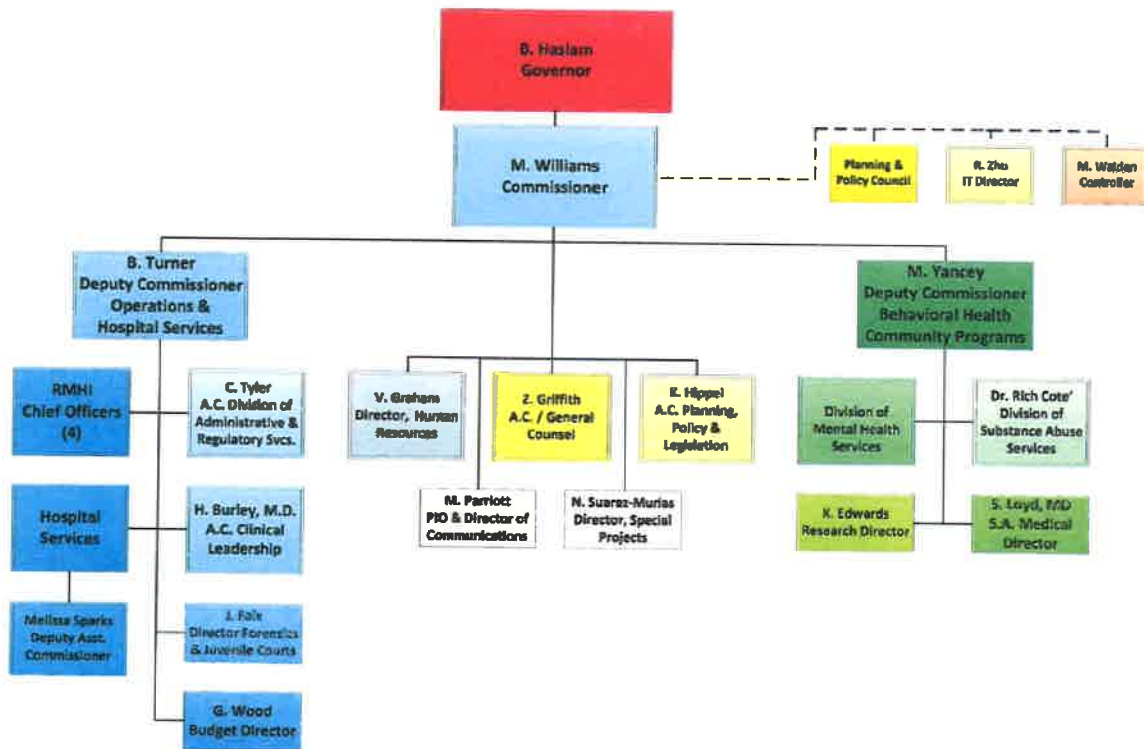 B. Haslam
Governor
M. Williams
Commissioner
Planning &
Policy Council
R. Zhu
IT Director
M. Walden
Controller
B. Turner
Deputy Commissioner
Operations &
Hospital Services
M. Yancey
Deputy Commissioner
Behavioral Health
Community Programs
RMHI
Chief Officers
(4)
C. Tyler
A.C. Division of
Administrative &
Regulatory Svcs.
V. Graham
Director, Human
Resources
Z. Griffith
A.C. / General
Counsel
K. Hippel
A.C. Planning,
Policy &
Legislation
Division of
Mental Health
Services
Dr. Rich Cote'
Division of
Substance Abuse
Services
Hospital
Services
H. Burley, M.D.
A.C. Clinical
Leadership
M. Parriott
PIO & Director of
Communications
N. Suarez-Murias
Director, Special
Projects
K. Edwards
Research Director
S. Loyd, MD
S.A. Medical
Director
Melissa Sparks
Deputy Asst.
Commissioner
J.
Director Forensics
& Juvenile Courts
G. Wood
Budget Director